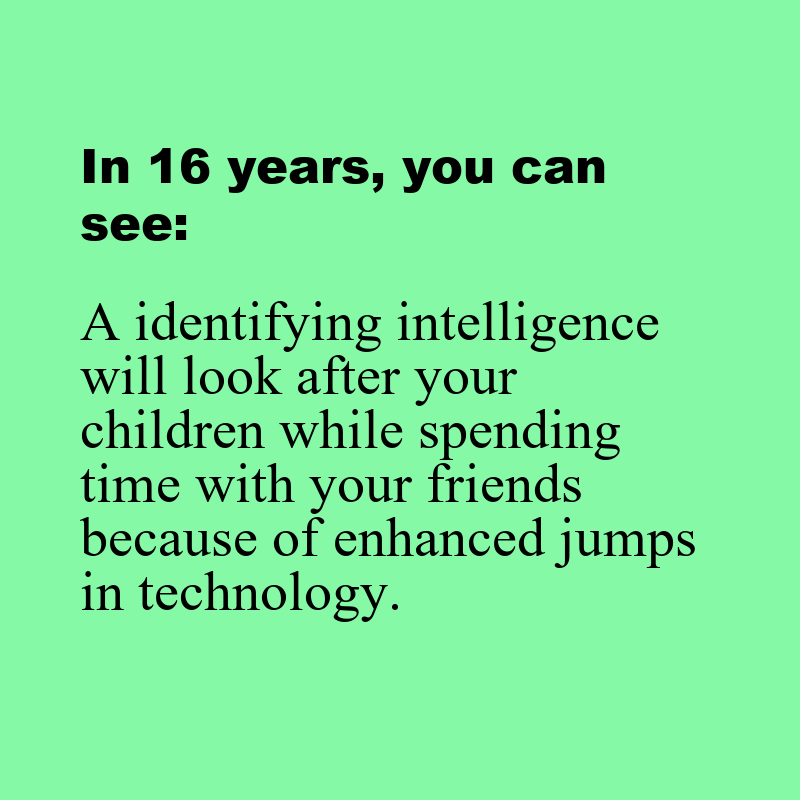 In 16 years, you can
see:
A identifying intelligence
will look after your
children while spending
time with your friends
because of enhanced jumps
in technology.